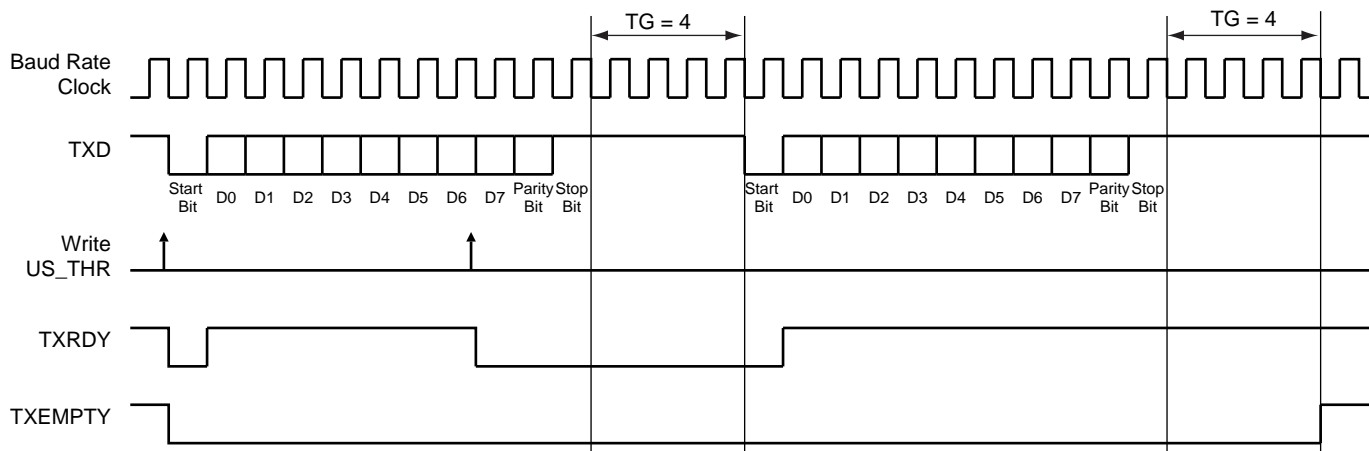 TG = 4
TG = 4
Baud Rate
Clock
TXD
Start
Bit
D0
D1
D2
D3
D4
D5
D6
D7
Parity
Bit
Stop
Bit
Start
Bit
D0
D1
D2
D3
D4
D5
D6
D7
Parity
Bit
Stop
Bit
Write
US_THR
TXRDY
TXEMPTY